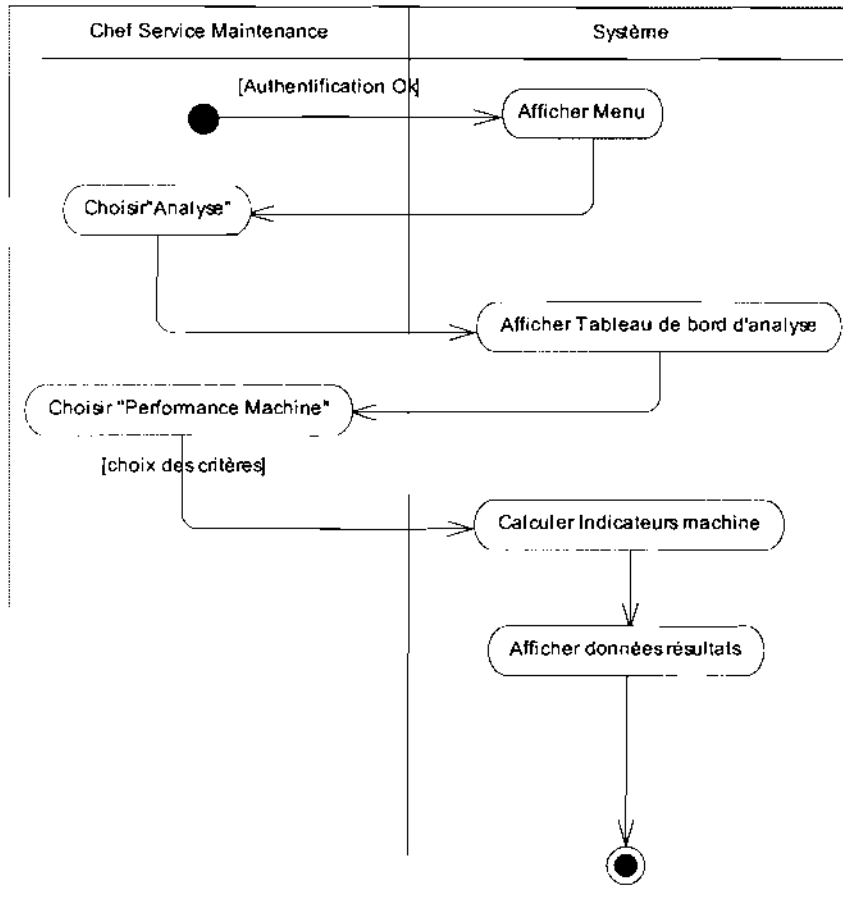 Chef Service Maintenance
Système
[Authentification Ok]
Afficher Menu
Choisir"Analyse"
Afficher Tableau de bord d'analyse
Choisir "Performance Machine"
[choix des critères]
Calculer Indicateurs machine
Afficher données résultats